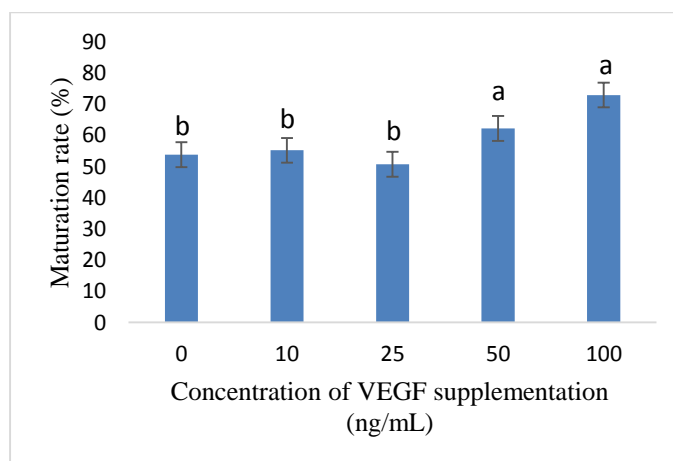 Maturation rate (%)
90
80
70
60
50
40
30
20
10
0
b
b
b
a
a
0 10 25 50 100
Concentration of VEGF supplementation
(ng/mL)